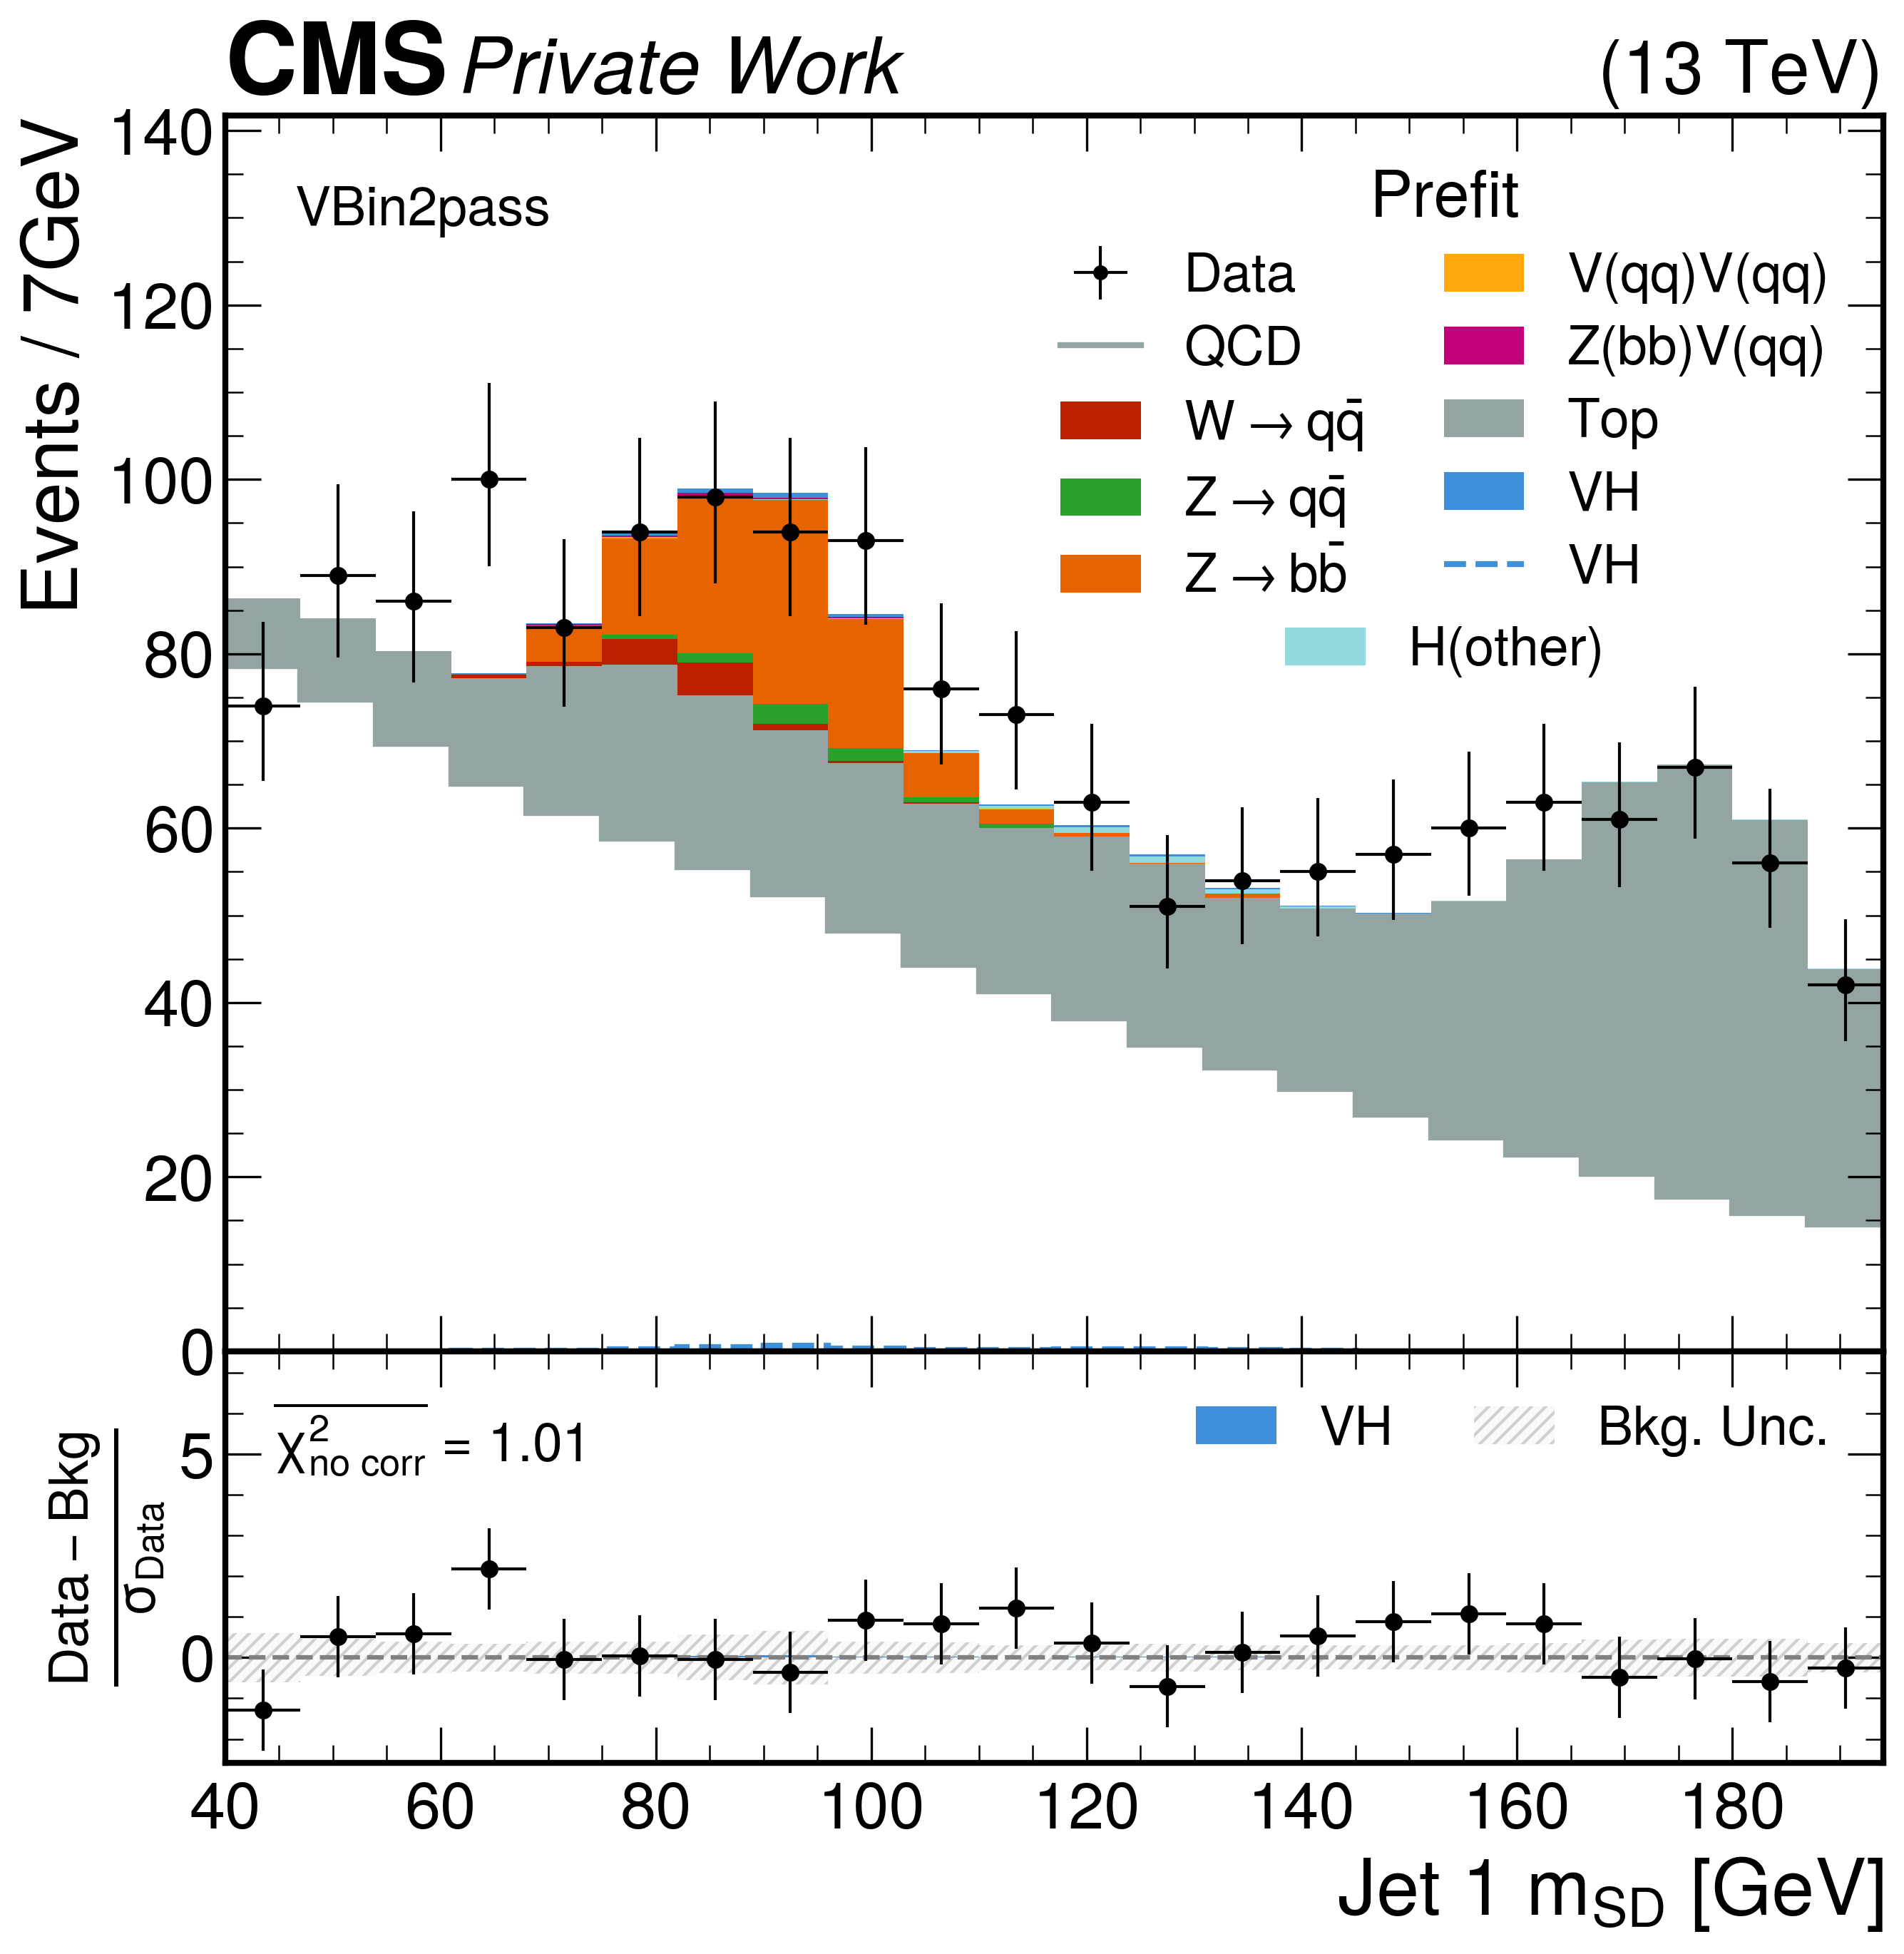 CMS Private Work (13 TeV)
Events / 7GeV
140
120
100
80
60
40
20
0
VBin2pass
Prefit
Data
QCD
W → qq̄
Z → qq̄
Z → bb̄
V(qq)V(qq)
Z(bb)V(qq)
Top
VH
VH
H(other)
Data − Bkg
σData
5
0
χ²no corr = 1.01
VH
Bkg. Unc.
40 60 80 100 120 140 160 180
Jet 1 mSD [GeV]